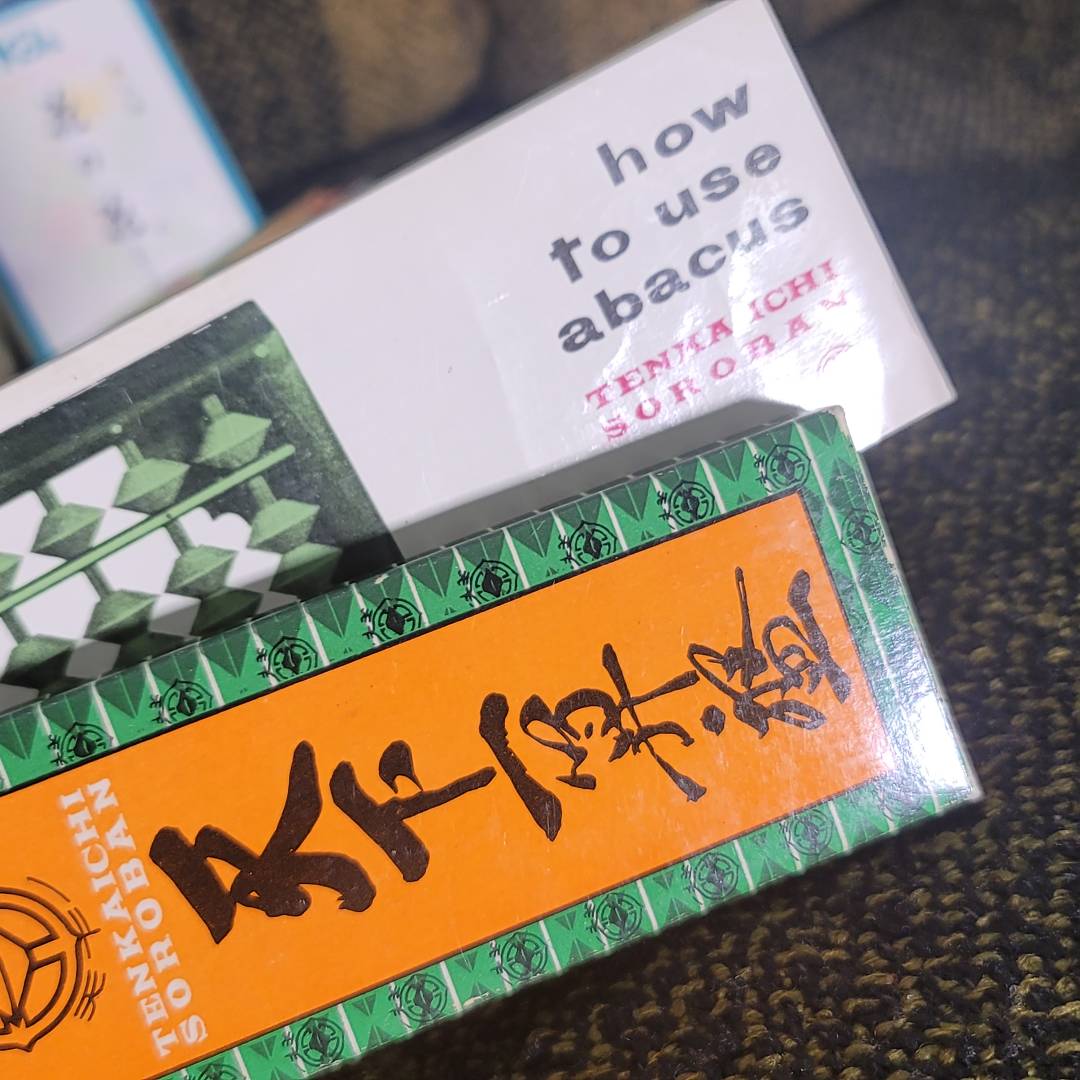 how
to use
abacus
TENKAICHI
SOROBAN
天下一算盤
TENKAICHI
SOROBAN